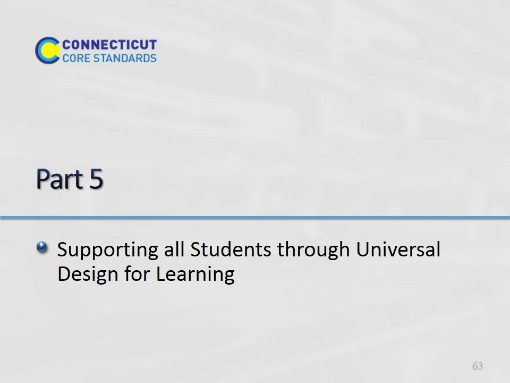 CONNECTICUT
CORE STANDARDS
Part 5
Supporting all Students through Universal
Design for Learning
63